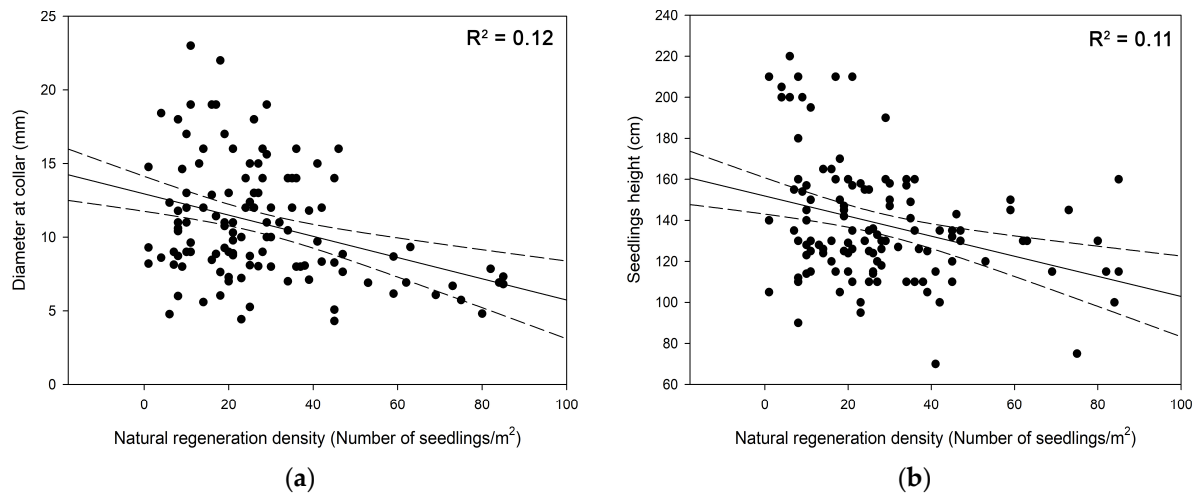 25
20
15
10
5
0
Diameter at collar (mm)
R² = 0.12
0 20 40 60 80 100
Natural regeneration density (Number of seedlings/m²)
(a)
240
220
200
180
160
140
120
100
80
60
Seedlings height (cm)
R² = 0.11
0 20 40 60 80 100
Natural regeneration density (Number of seedlings/m²)
(b)